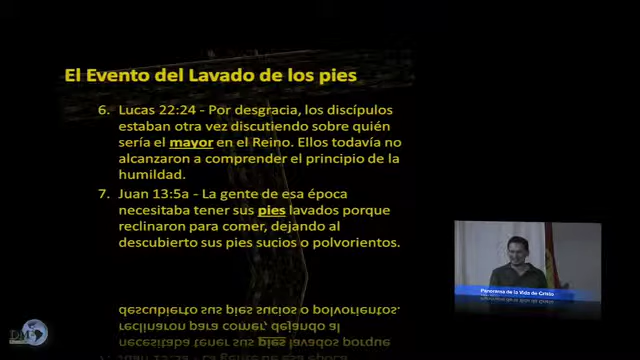 El Evento del Lavado de los pies
6. Lucas 22:24 - Por desgracia, los discípulos
estaban otra vez discutiendo sobre quién
sería el mayor en el Reino. Ellos todavía no
alcanzaron a comprender el principio de la
humildad.
7. Juan 13:5a - La gente de esa época
necesitaba tener sus pies lavados porque
reclinaron para comer, dejando al
descubierto sus pies sucios o polvorientos.
Panorama de la Vida de Cristo